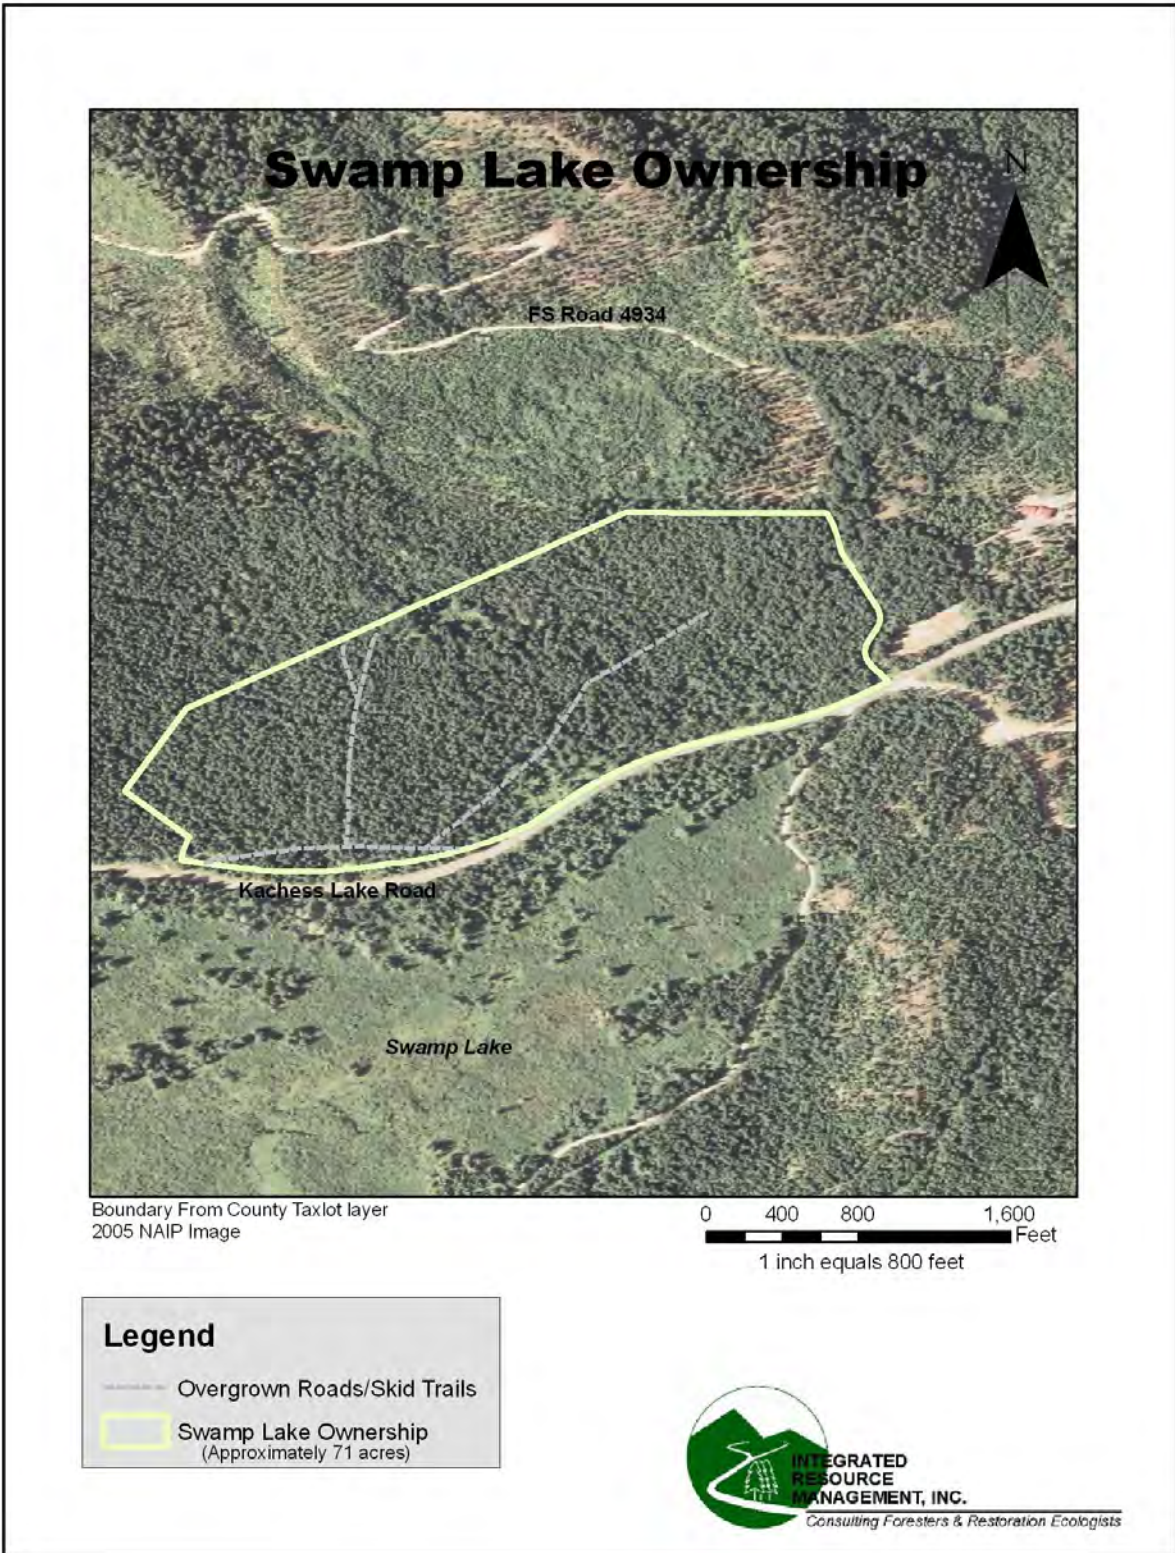 Swamp Lake Ownership
N
FS Road 4934
Kachess Lake Road
Swamp Lake
Boundary From County Taxlot layer
2005 NAIP Image
0 400 800 1,600
Feet
1 inch equals 800 feet
Legend
Overgrown Roads/Skid Trails
Swamp Lake Ownership
(Approximately 71 acres)
INTEGRATED
RESOURCE
MANAGEMENT, INC.
Consulting Foresters & Restoration Ecologists